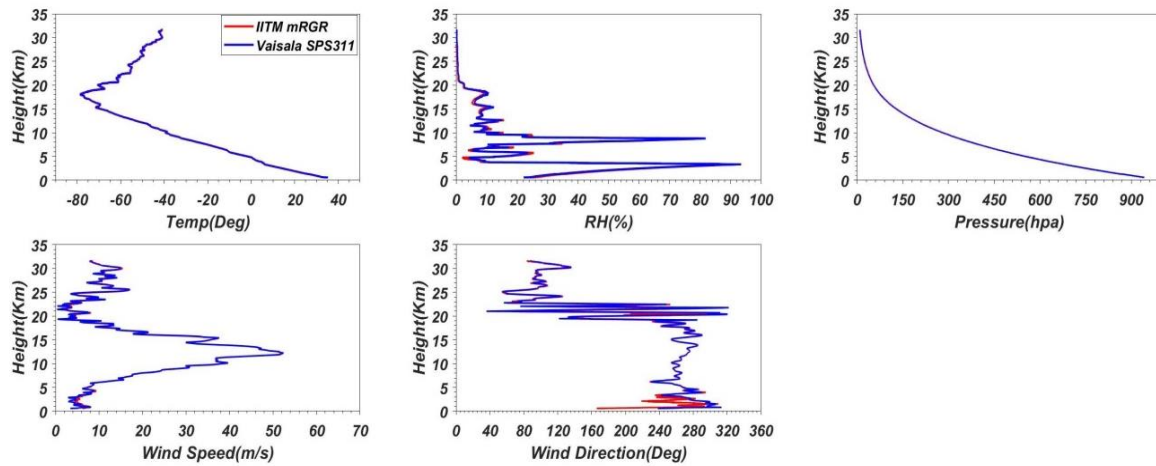 IITM mRGR
Vaisala SPS311
Height(Km)
35
30
25
20
15
10
5
0
-80 -60 -40 -20 0 20 40
Temp(Deg)
Height(Km)
35
30
25
20
15
10
5
0
0 10 20 30 40 50 60 70 80 90 100
RH(%)
Height(Km)
35
30
25
20
15
10
5
0
0 150 300 450 600 750 900
Pressure(hpa)
Height(Km)
35
30
25
20
15
10
5
0
0 10 20 30 40 50 60 70
Wind Speed(m/s)
Height(Km)
35
30
25
20
15
10
5
0
0 40 80 120 160 200 240 280 320 360
Wind Direction(Deg)